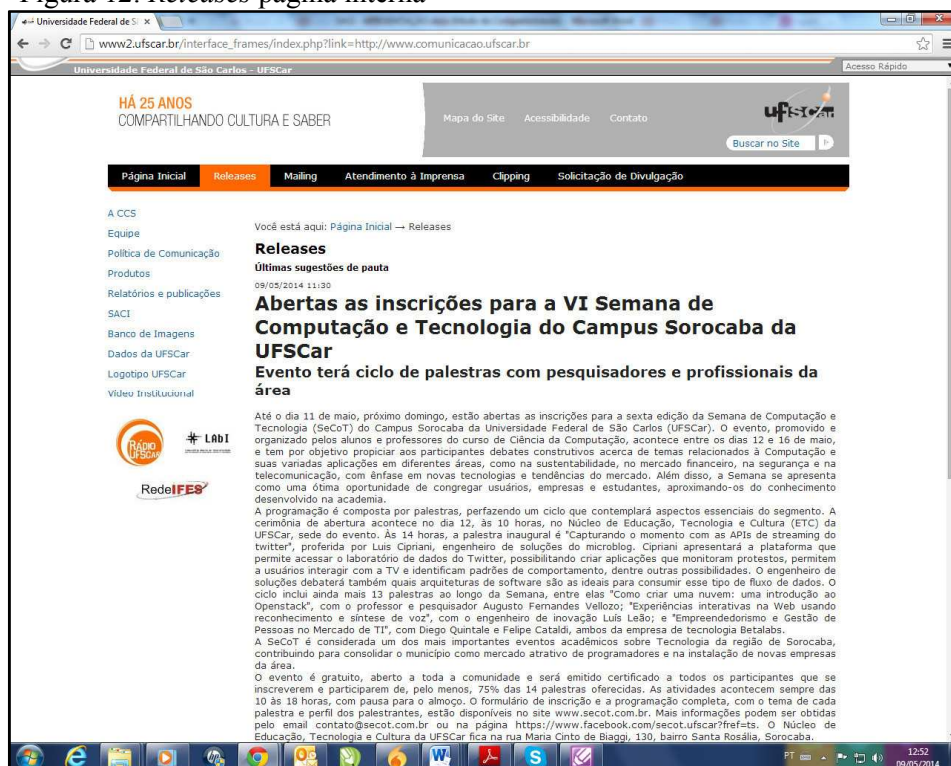 Figura 12: Releases página interna
Universidade Federal de S
www2.ufscar.br/interface_frames/index.php?link=http://www.comunicacao.ufscar.br
Universidade Federal de São Carlos - UFSCar
Acesso Rápido
HÁ 25 ANOS
COMPARTILHANDO CULTURA E SABER
Mapa do Site Acessibilidade Contato
ufscar
Buscar no Site
Página Inicial Releases Mailing Atendimento à Imprensa Clipping Solicitação de Divulgação
A CCS
Equipe
Política de Comunicação
Produtos
Relatórios e publicações
SACI
Banco de Imagens
Dados da UFSCar
Logotipo UFSCar
Vídeo Institucional
RÁDIO UFSCAR
LAbI
RedeIFES
Você está aqui: Página Inicial → Releases
Releases
Últimas sugestões de pauta
09/05/2014 11:30
Abertas as inscrições para a VI Semana de
Computação e Tecnologia do Campus Sorocaba da
UFSCar
Evento terá ciclo de palestras com pesquisadores e profissionais da
área
Até o dia 11 de maio, próximo domingo, estão abertas as inscrições para a sexta edição da Semana de Computação e
Tecnologia (SeCoT) do Campus Sorocaba da Universidade Federal de São Carlos (UFSCar). O evento, promovido e
organizado pelos alunos e professores do curso de Ciência da Computação, acontece entre os dias 12 e 16 de maio,
e tem por objetivo propiciar aos participantes debates construtivos acerca de temas relacionados à Computação e
suas variadas aplicações em diferentes áreas, como na sustentabilidade, no mercado financeiro, na segurança e na
telecomunicação, com ênfase em novas tecnologias e tendências do mercado. Além disso, a Semana se apresenta
como uma ótima oportunidade de congregar usuários, empresas e estudantes, aproximando-os do conhecimento
desenvolvido na academia.
A programação é composta por palestras, perfazendo um ciclo que contemplará aspectos essenciais do segmento. A
cerimônia de abertura acontece no dia 12, às 10 horas, no Núcleo de Educação, Tecnologia e Cultura (ETC) da
UFSCar, sede do evento. Às 14 horas, a palestra inaugural é "Capturando o momento com as APIs de streaming do
twitter", proferida por Luis Cipriani, engenheiro de soluções do microblog. Cipriani apresentará a plataforma que
permite acessar o laboratório de dados do Twitter, possibilitando criar aplicações que monitoram protestos, permitem
a usuários interagir com a TV e identificam padrões de comportamento, dentre outras possibilidades. O engenheiro de
soluções debaterá também quais arquiteturas de software são as ideais para consumir esse tipo de fluxo de dados. O
ciclo inclui ainda mais 13 palestras ao longo da Semana, entre elas "Como criar uma nuvem: uma introdução ao
Openstack", com o professor e pesquisador Augusto Fernandes Vellozo; "Experiências interativas na Web usando
reconhecimento e síntese de voz", com o engenheiro de inovação Luís Leão; e "Empreendedorismo e Gestão de
Pessoas no Mercado de TI", com Diego Quintale e Felipe Cataldi, ambos da empresa de tecnologia Betalabs.
A SeCoT é considerada um dos mais importantes eventos acadêmicos sobre Tecnologia da região de Sorocaba,
contribuindo para consolidar o município como mercado atrativo de programadores e na instalação de novas empresas
da área.
O evento é gratuito, aberto a toda a comunidade e será emitido certificado a todos os participantes que se
inscreverem e participarem de, pelo menos, 75% das 14 palestras oferecidas. As atividades acontecem sempre das
10 às 18 horas, com pausa para o almoço. O formulário de inscrição e a programação completa, com o tema de cada
palestra e perfil dos palestrantes, estão disponíveis no site www.secot.com.br. Mais informações podem ser obtidas
pelo email contato@secot.com.br ou na página https://www.facebook.com/secot.ufscar?fref=ts. O Núcleo de
Educação, Tecnologia e Cultura da UFSCar fica na rua Maria Cinto de Biaggi, 130, bairro Santa Rosália, Sorocaba.
PT
12:52
09/05/2014